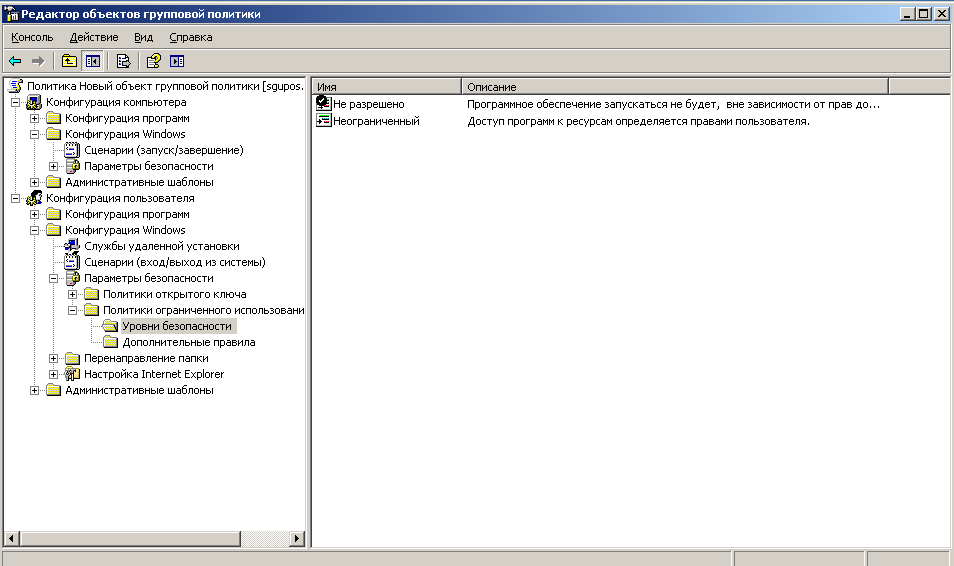 Редактор объектов групповой политики
Консоль Действие Вид Справка
Политика Новый объект групповой политики [sgupos.
Конфигурация компьютера
Конфигурация программ
Конфигурация Windows
Сценарии (запуск/завершение)
Параметры безопасности
Административные шаблоны
Конфигурация пользователя
Конфигурация программ
Конфигурация Windows
Службы удаленной установки
Сценарии (вход/выход из системы)
Параметры безопасности
Политики открытого ключа
Политики ограниченного использовани
Уровни безопасности
Дополнительные правила
Перенаправление папки
Настройка Internet Explorer
Административные шаблоны
Имя Описание
Не разрешено Программное обеспечение запускаться не будет, вне зависимости от прав до...
Неограниченный Доступ программ к ресурсам определяется правами пользователя.